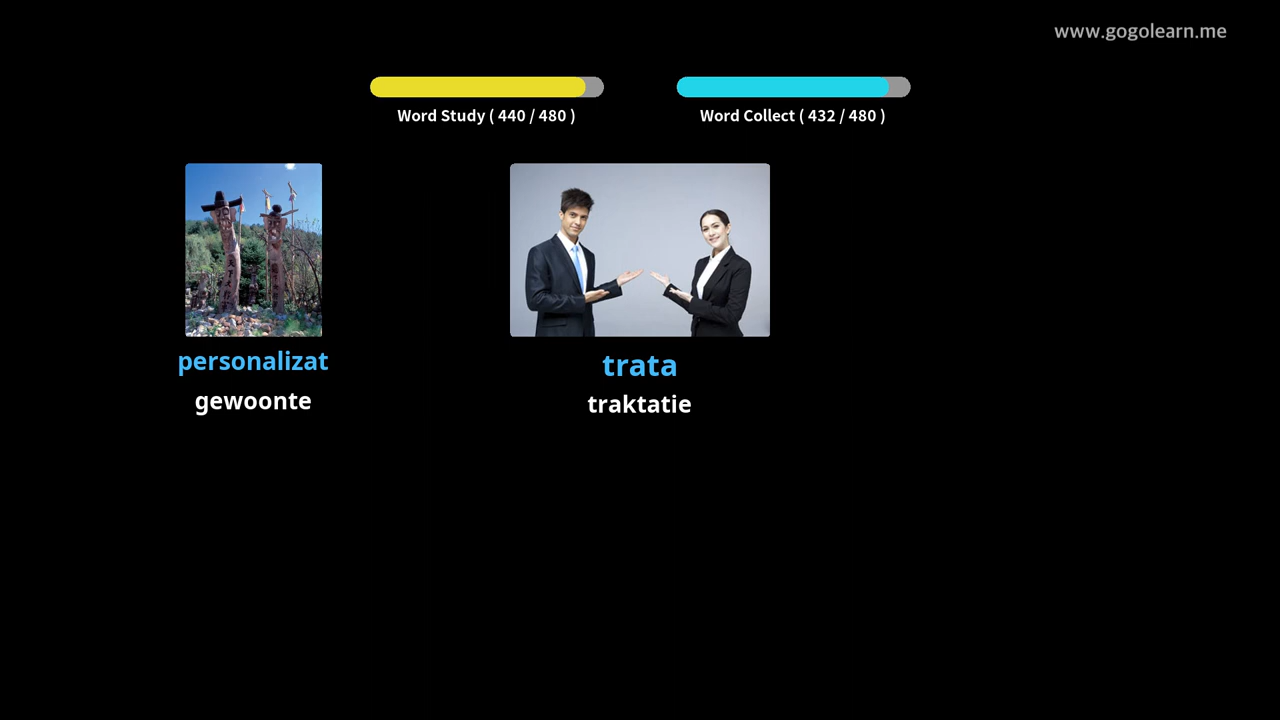 www.gogolearn.me
Word Study ( 440 / 480 )
Word Collect ( 432 / 480 )
personalizat
gewoonte
trata
traktatie